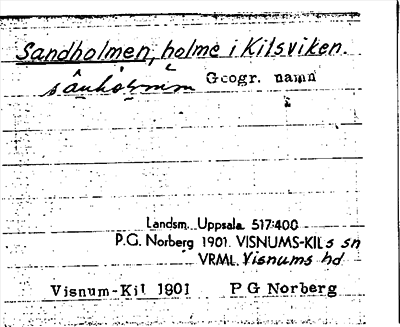 Sandholmen, holme i Kilsviken.
Geogr. namn
i
Landsm. Uppsala 517:400
P.G. Norberg 1901. VISNUMS-KILs sn
VRML. Visnums hd
Visnum-Kil 1901 P G Norberg